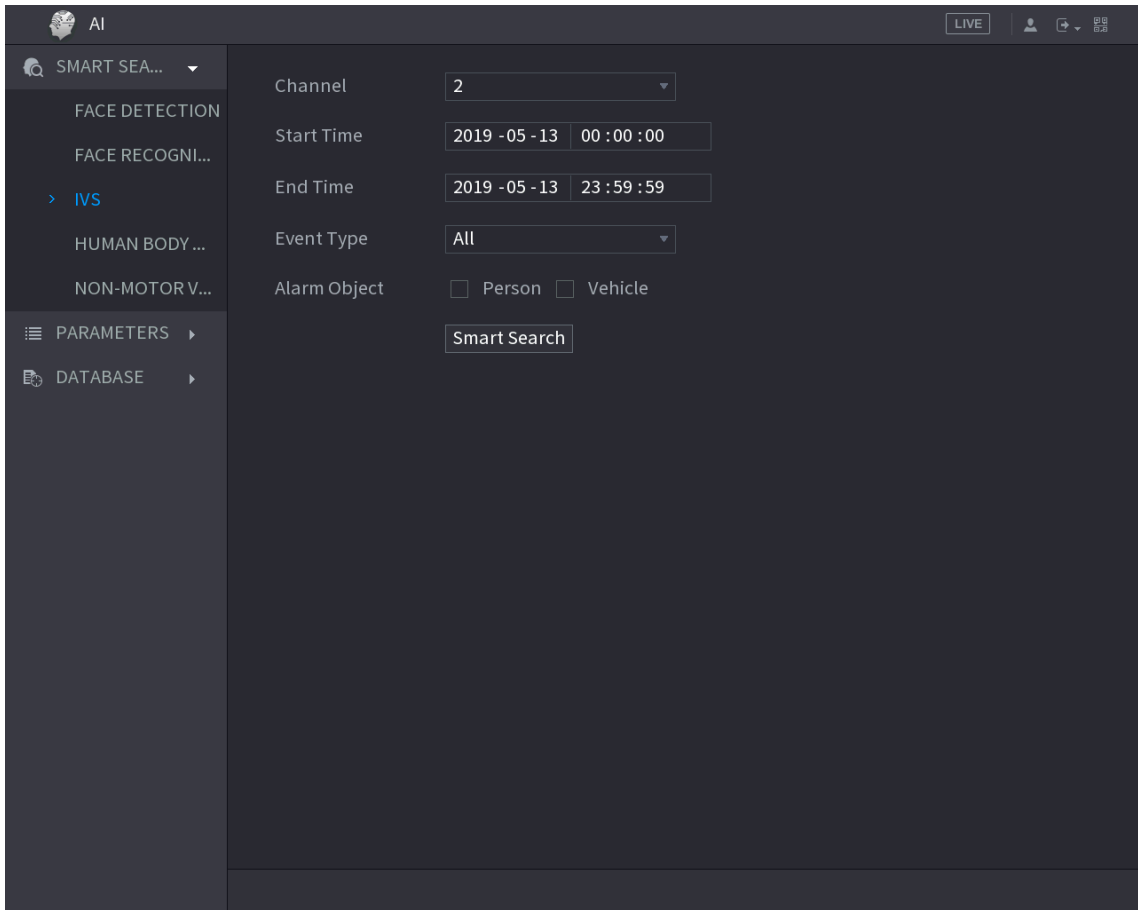 AI
LIVE
SMART SEA...
FACE DETECTION
FACE RECOGNI...
IVS
HUMAN BODY ...
NON-MOTOR V...
PARAMETERS
DATABASE
Channel 2
Start Time 2019 -05 -13 00 :00 :00
End Time 2019 -05 -13 23 :59 :59
Event Type All
Alarm Object Person Vehicle
Smart Search